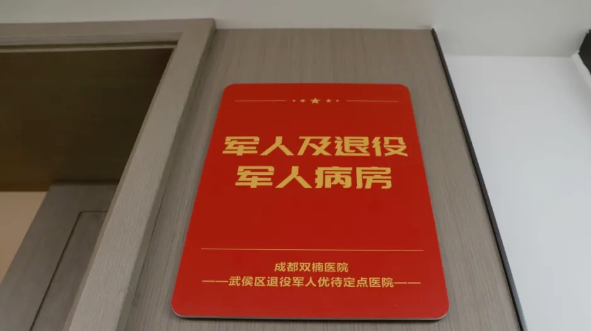 军人及退役
军人病房
成都双楠医院
——武侯区退役军人优待定点医院——